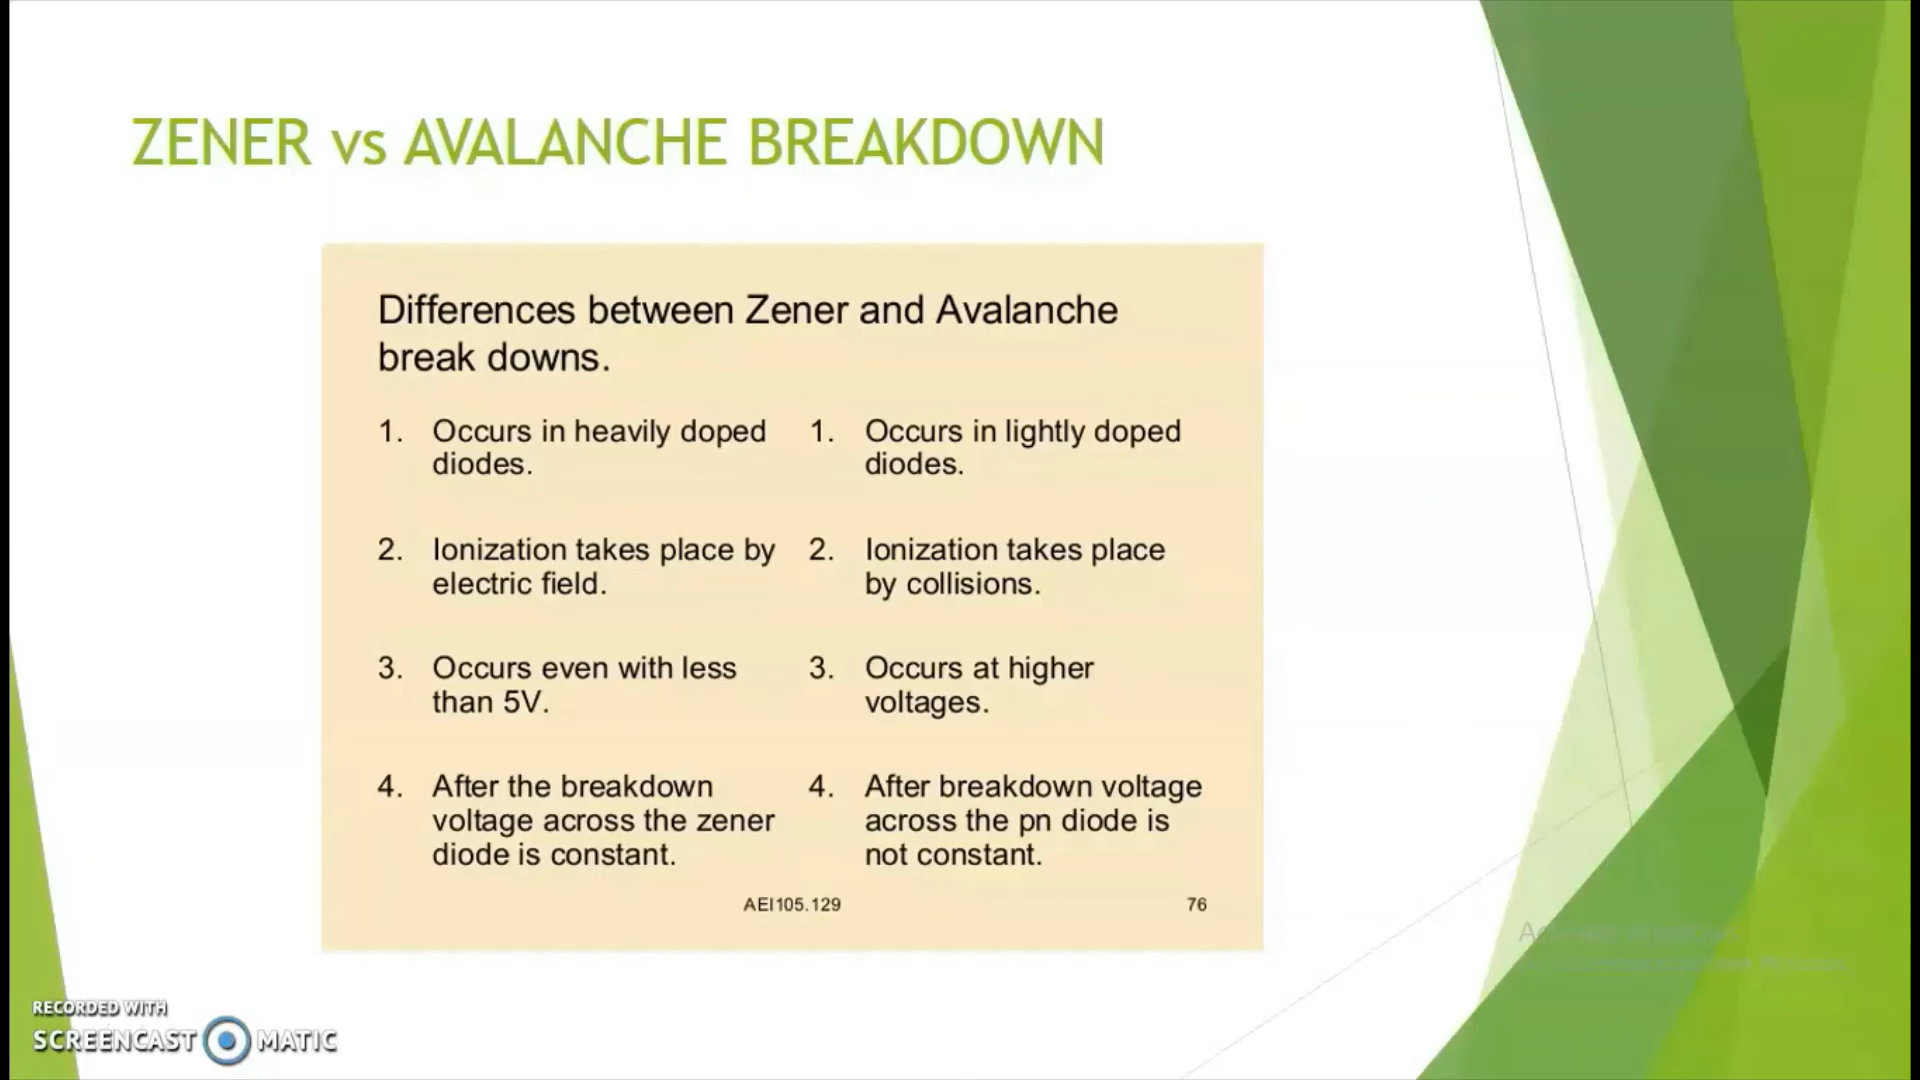 ZENER vs AVALANCHE BREAKDOWN
Differences between Zener and Avalanche
break downs.
1. Occurs in heavily doped
diodes.
2. Ionization takes place by
electric field.
3. Occurs even with less
than 5V.
4. After the breakdown
voltage across the zener
diode is constant.
1. Occurs in lightly doped
diodes.
2. Ionization takes place
by collisions.
3. Occurs at higher
voltages.
4. After breakdown voltage
across the pn diode is
not constant.
AEI105.129
76
RECORDED WITH
SCREENCAST MATIC